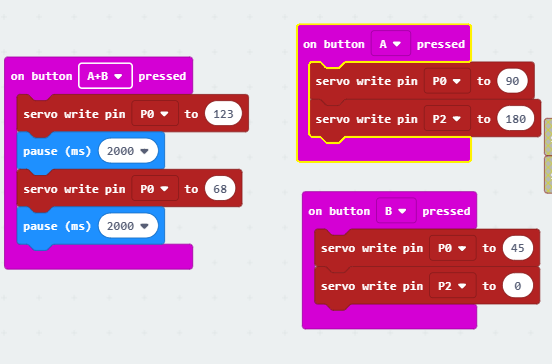 on button A+B pressed
servo write pin P0 to 123
pause (ms) 2000
servo write pin P0 to 68
pause (ms) 2000
on button A pressed
servo write pin P0 to 90
servo write pin P2 to 180
on button B pressed
servo write pin P0 to 45
servo write pin P2 to 0